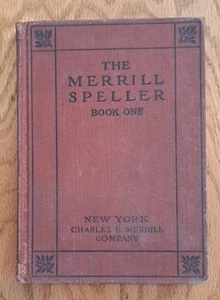 THE
MERRILL
SPELLER
BOOK ONE
NEW YORK
CHARLES E. MERRILL
COMPANY